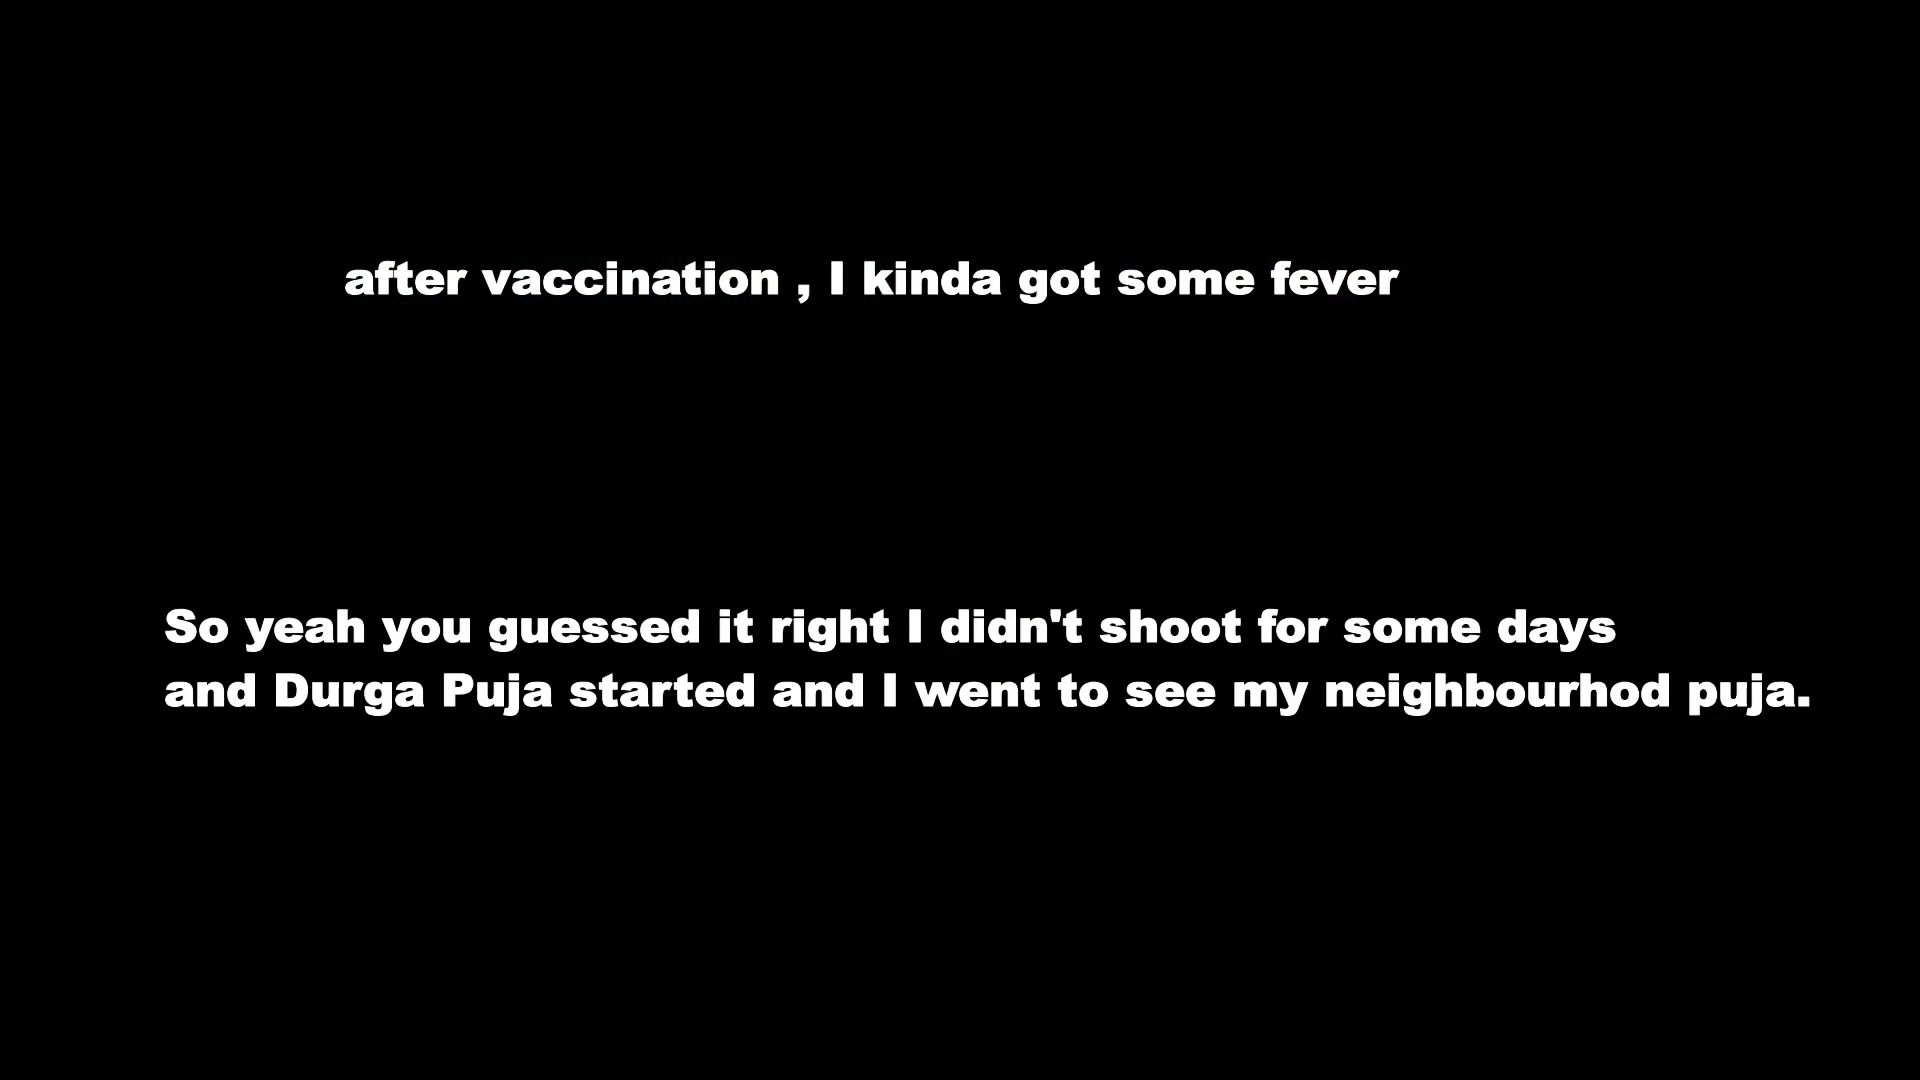 after vaccination , I kinda got some fever
So yeah you guessed it right I didn't shoot for some days
and Durga Puja started and I went to see my neighbourhod puja.